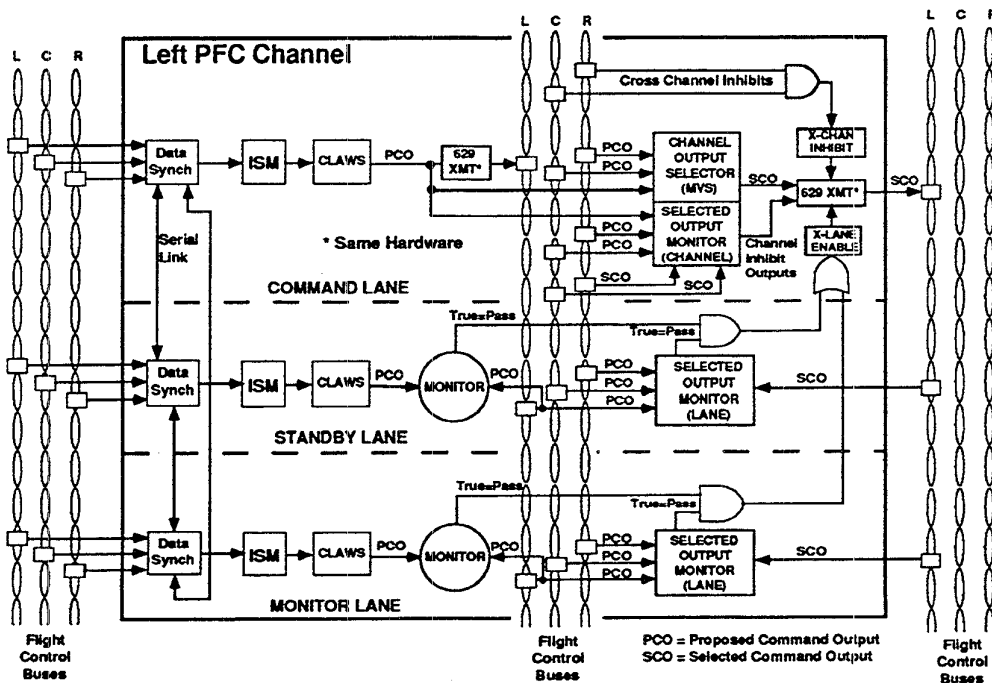 L C R
Left PFC Channel
L C R
L C R
Cross Channel Inhibits
X-CHAN
INHIBIT
Data
Synch
ISM
CLAWS
PCO
629
XMT*
PCO
PCO
CHANNEL
OUTPUT
SELECTOR
(MVS)
SCO
629 XMT*
SCO
Serial
Link
* Same Hardware
PCO
PCO
SELECTED
OUTPUT
MONITOR
(CHANNEL)
X-LANE
ENABLE
Channel
Inhibit
Outputs
SCO
SCO
COMMAND LANE
True=Pass
True=Pass
Data
Synch
ISM
CLAWS
PCO
MONITOR
PCO
PCO
PCO
PCO
SELECTED
OUTPUT
MONITOR
(LANE)
SCO
STANDBY LANE
True=Pass
True=Pass
Data
Synch
ISM
CLAWS
PCO
MONITOR
PCO
PCO
PCO
PCO
SELECTED
OUTPUT
MONITOR
(LANE)
SCO
MONITOR LANE
Flight
Control
Buses
Flight
Control
Buses
PCO = Proposed Command Output
SCO = Selected Command Output
Flight
Control
Buses